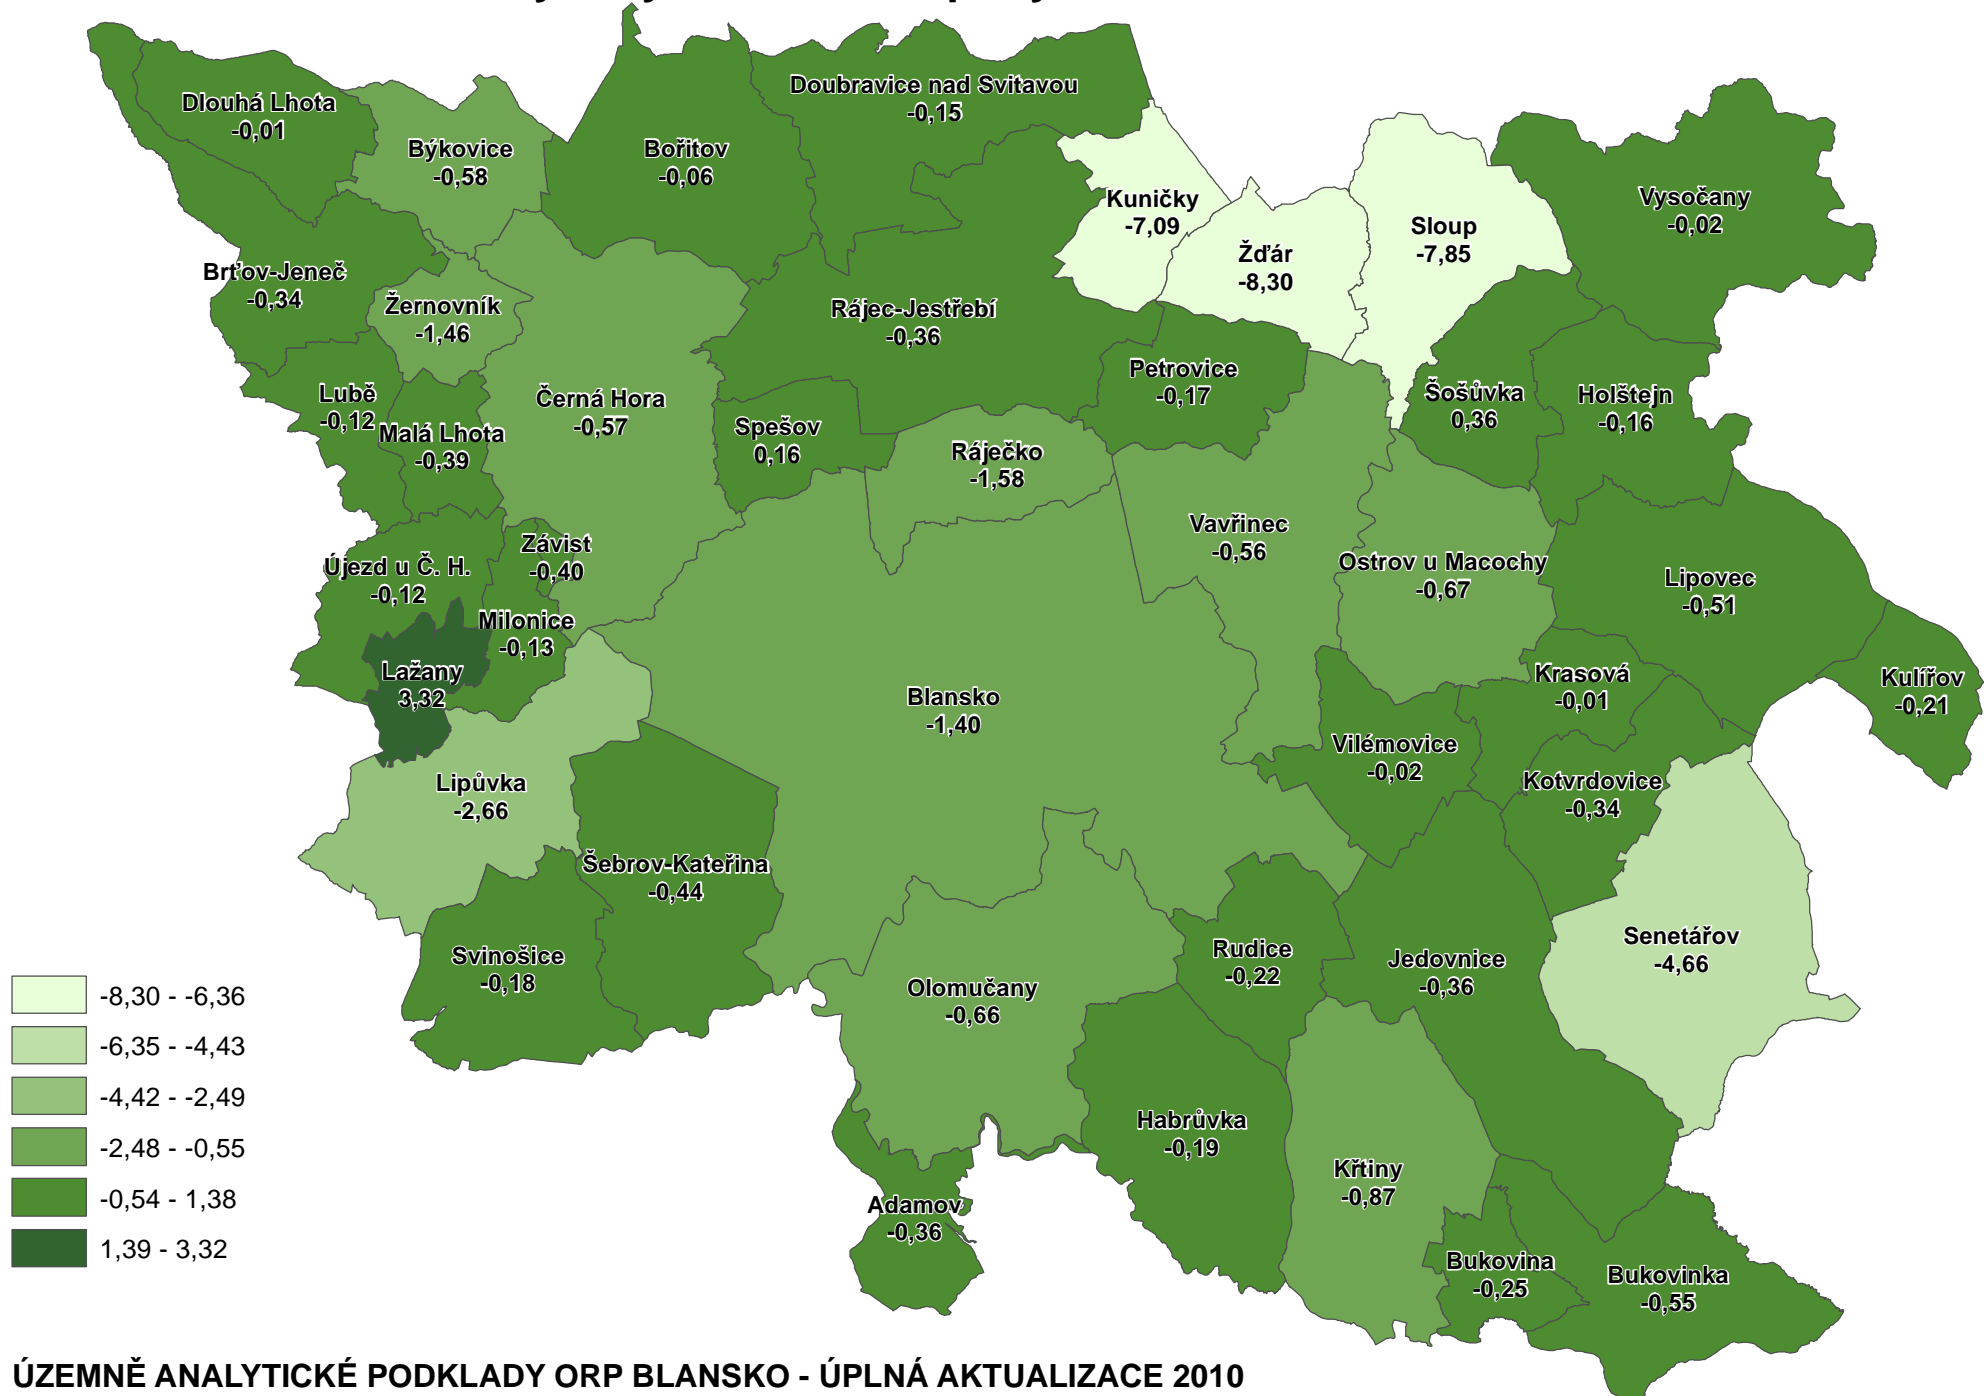 Doubravice nad Svitavou
-0,15
Dlouhá Lhota
-0,01
Býkovice
-0,58
Bořitov
-0,06
Kuničky
-7,09
Vysočany
-0,02
Sloup
-7,85
Žďár
-8,30
Brťov-Jeneč
-0,34
Žernovník
-1,46
Rájec-Jestřebí
-0,36
Petrovice
-0,17
Lubě
-0,12
Malá Lhota
-0,39
Černá Hora
-0,57
Spešov
0,16
Ráječko
-1,58
Šošůvka
0,36
Holštejn
-0,16
Vavřinec
-0,56
Ostrov u Macochy
-0,67
Lipovec
-0,51
Závist
-0,40
Újezd u Č. H.
-0,12
Milonice
-0,13
Lažany
3,32
Krasová
-0,01
Kulířov
-0,21
Blansko
-1,40
Vilémovice
-0,02
Kotvrdovice
-0,34
Lipůvka
-2,66
Šebrov-Kateřina
-0,44
Senetářov
-4,66
Svinošice
-0,18
Rudice
-0,22
Jedovnice
-0,36
Olomučany
-0,66
Habrůvka
-0,19
Křtiny
-0,87
Adamov
-0,36
Bukovina
-0,25
Bukovinka
-0,55
-8,30 - -6,36
-6,35 - -4,43
-4,42 - -2,49
-2,48 - -0,55
-0,54 - 1,38
1,39 - 3,32
ÚZEMNĚ ANALYTICKÉ PODKLADY ORP BLANSKO - ÚPLNÁ AKTUALIZACE 2010